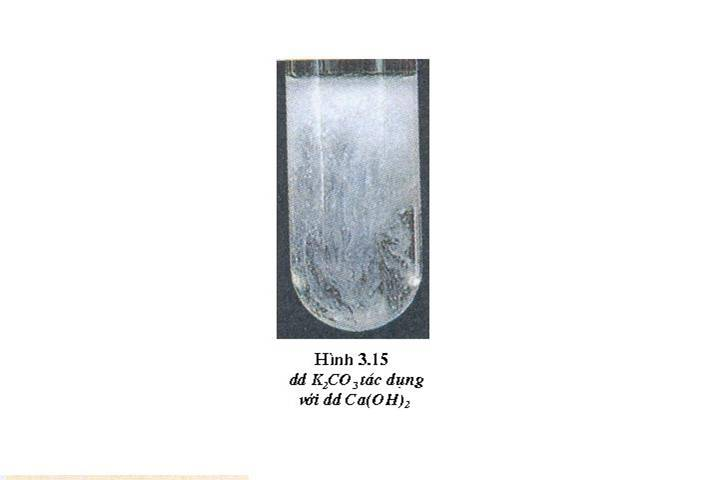 Hình 3.15
dd K₂CO₃ tác dụng
với dd Ca(OH)₂